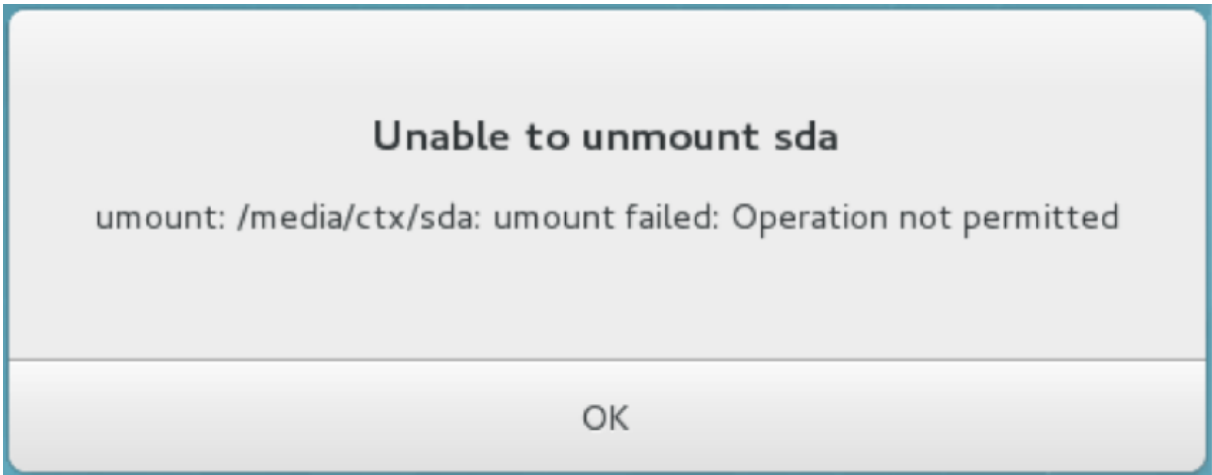 Unable to unmount sda
umount: /media/ctx/sda: umount failed: Operation not permitted
OK